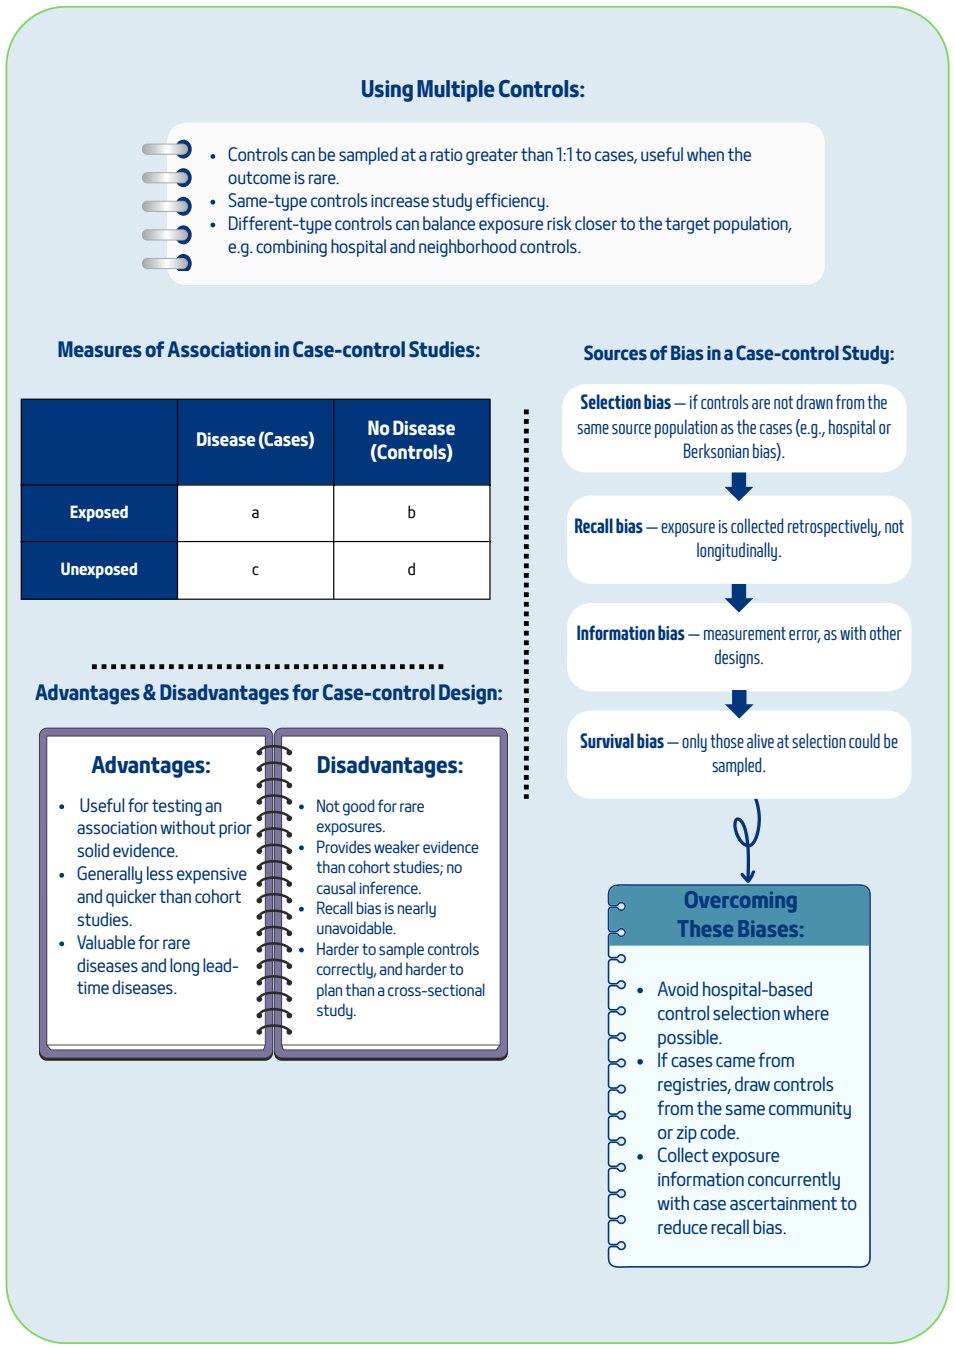 Using Multiple Controls:
• Controls can be sampled at a ratio greater than 1:1 to cases, useful when the
outcome is rare.
• Same-type controls increase study efficiency.
• Different-type controls can balance exposure risk closer to the target population,
e.g. combining hospital and neighborhood controls.
Measures of Association in Case-control Studies:
Disease (Cases)
No Disease
(Controls)
Exposed
a
b
Unexposed
c
d
Advantages & Disadvantages for Case-control Design:
Advantages:
• Useful for testing an
association without prior
solid evidence.
• Generally less expensive
and quicker than cohort
studies.
• Valuable for rare
diseases and long lead-
time diseases.
Disadvantages:
• Not good for rare
exposures.
• Provides weaker evidence
than cohort studies; no
causal inference.
• Recall bias is nearly
unavoidable.
• Harder to sample controls
correctly, and harder to
plan than a cross-sectional
study.
Sources of Bias in a Case-control Study:
Selection bias — if controls are not drawn from the
same source population as the cases (e.g., hospital or
Berksonian bias).
Recall bias — exposure is collected retrospectively, not
longitudinally.
Information bias — measurement error, as with other
designs.
Survival bias — only those alive at selection could be
sampled.
Overcoming
These Biases:
• Avoid hospital-based
control selection where
possible.
• If cases came from
registries, draw controls
from the same community
or zip code.
• Collect exposure
information concurrently
with case ascertainment to
reduce recall bias.